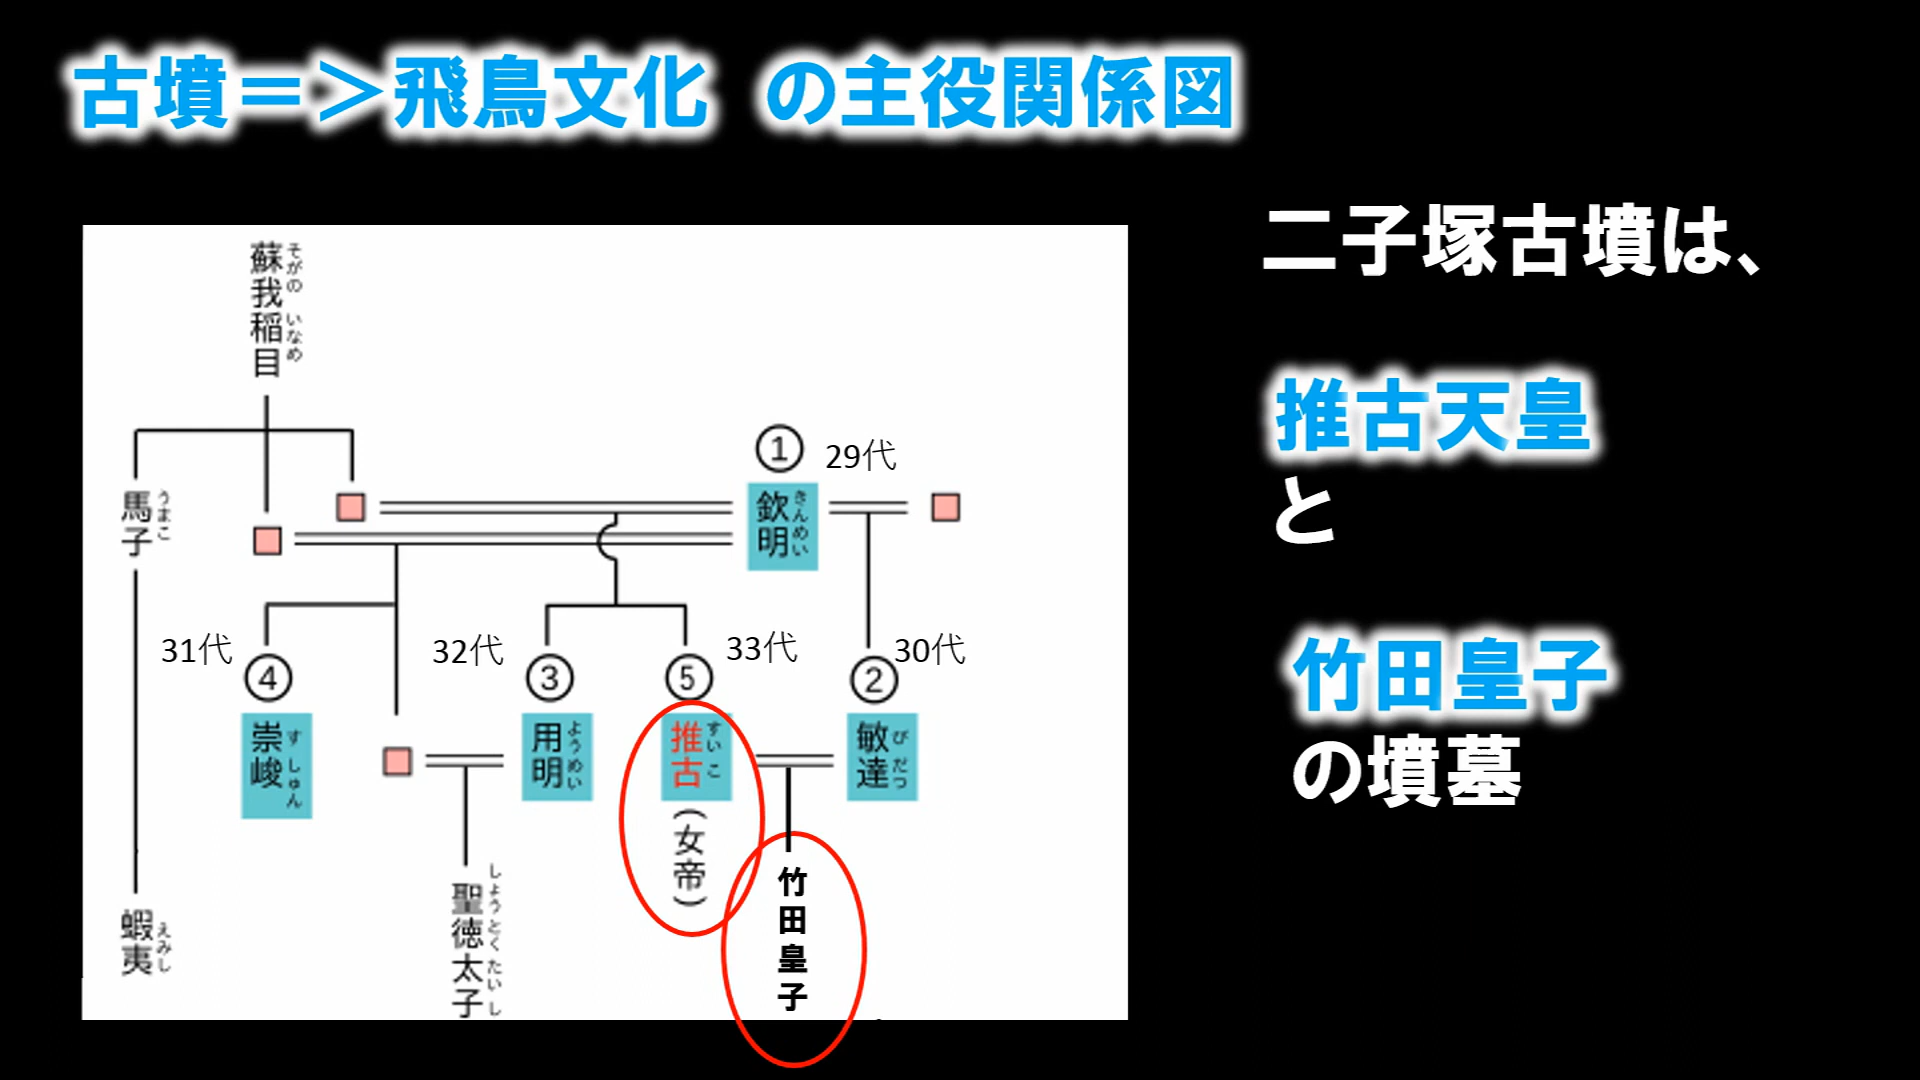 古墳＝＞飛鳥文化　の主役関係図
二子塚古墳は、
推古天皇
と
竹田皇子
の墳墓
蘇我稲目
そがの いなめ
① 29代
欽明
きんめい
馬子
うまこ
31代
④
崇峻
すしゅん
32代
③
用明
ようめい
33代
⑤
推古
すいこ
（女帝）
② 30代
敏達
びだつ
蝦夷
えみし
聖徳太子
しょうとくたいし
竹田皇子